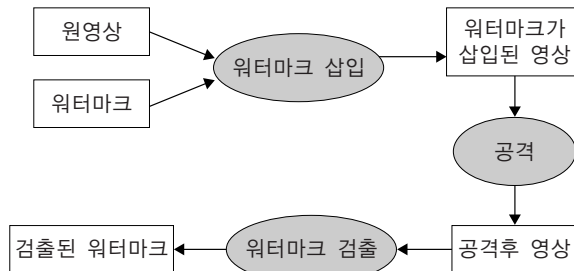 원영상
워터마크
워터마크 삽입
워터마크가
삽입된 영상
공격
공격후 영상
워터마크 검출
검출된 워터마크